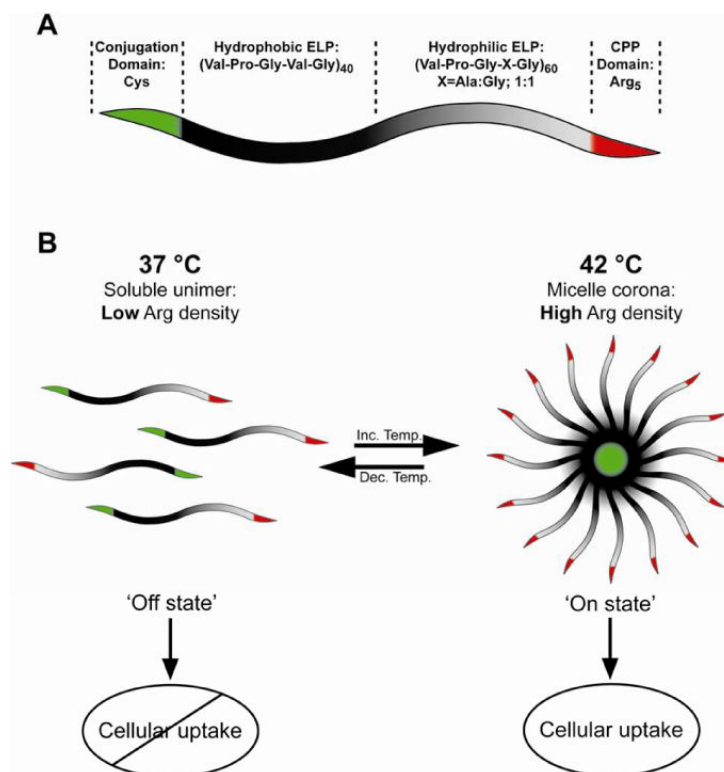 A
Conjugation
Domain:
Cys
Hydrophobic ELP:
(Val-Pro-Gly-Val-Gly)40
Hydrophilic ELP:
(Val-Pro-Gly-X-Gly)60
X=Ala:Gly; 1:1
CPP
Domain:
Arg5
B
37 °C
Soluble unimer:
Low Arg density
42 °C
Micelle corona:
High Arg density
Inc. Temp.
Dec. Temp.
'Off state'
'On state'
Cellular uptake
Cellular uptake